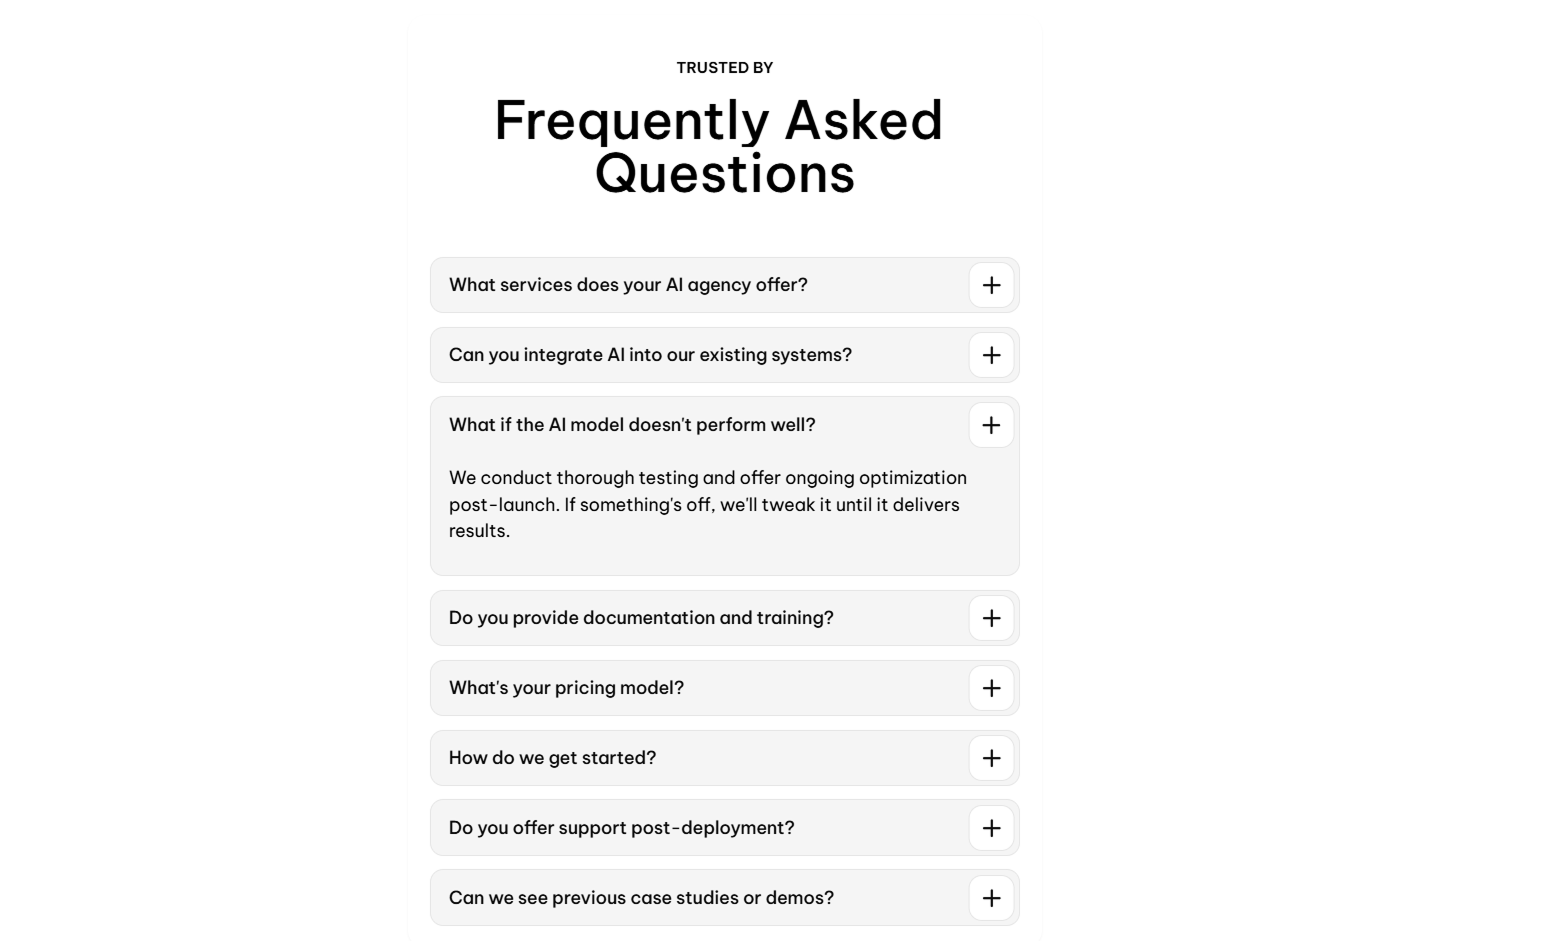 TRUSTED BY
Frequently Asked
Questions
What services does your AI agency offer?
Can you integrate AI into our existing systems?
What if the AI model doesn't perform well?
We conduct thorough testing and offer ongoing optimization
post-launch. If something's off, we'll tweak it until it delivers
results.
Do you provide documentation and training?
What's your pricing model?
How do we get started?
Do you offer support post-deployment?
Can we see previous case studies or demos?